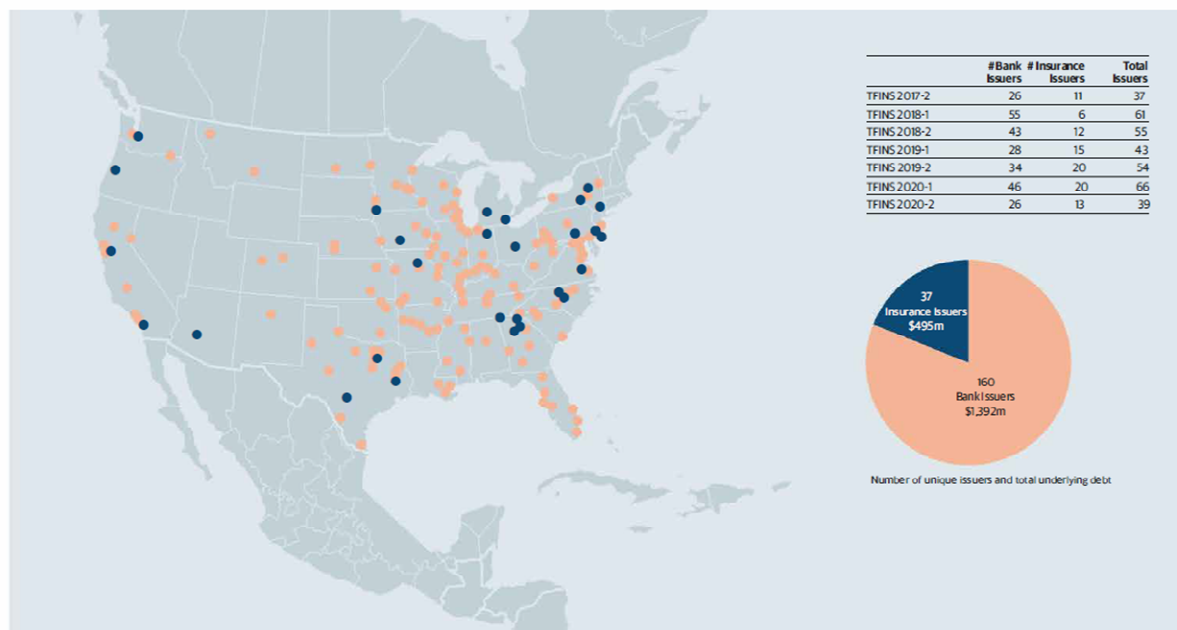 #Bank # Insurance Total
Issuers Issuers Issuers
TFINS 2017-2 26 11 37
TFINS 2018-1 55 6 61
TFINS 2018-2 43 12 55
TFINS 2019-1 28 15 43
TFINS 2019-2 34 20 54
TFINS 2020-1 46 20 66
TFINS 2020-2 26 13 39
37
Insurance Issuers
$495m
160
Bank Issuers
$1,392m
Number of unique issuers and total underlying debt